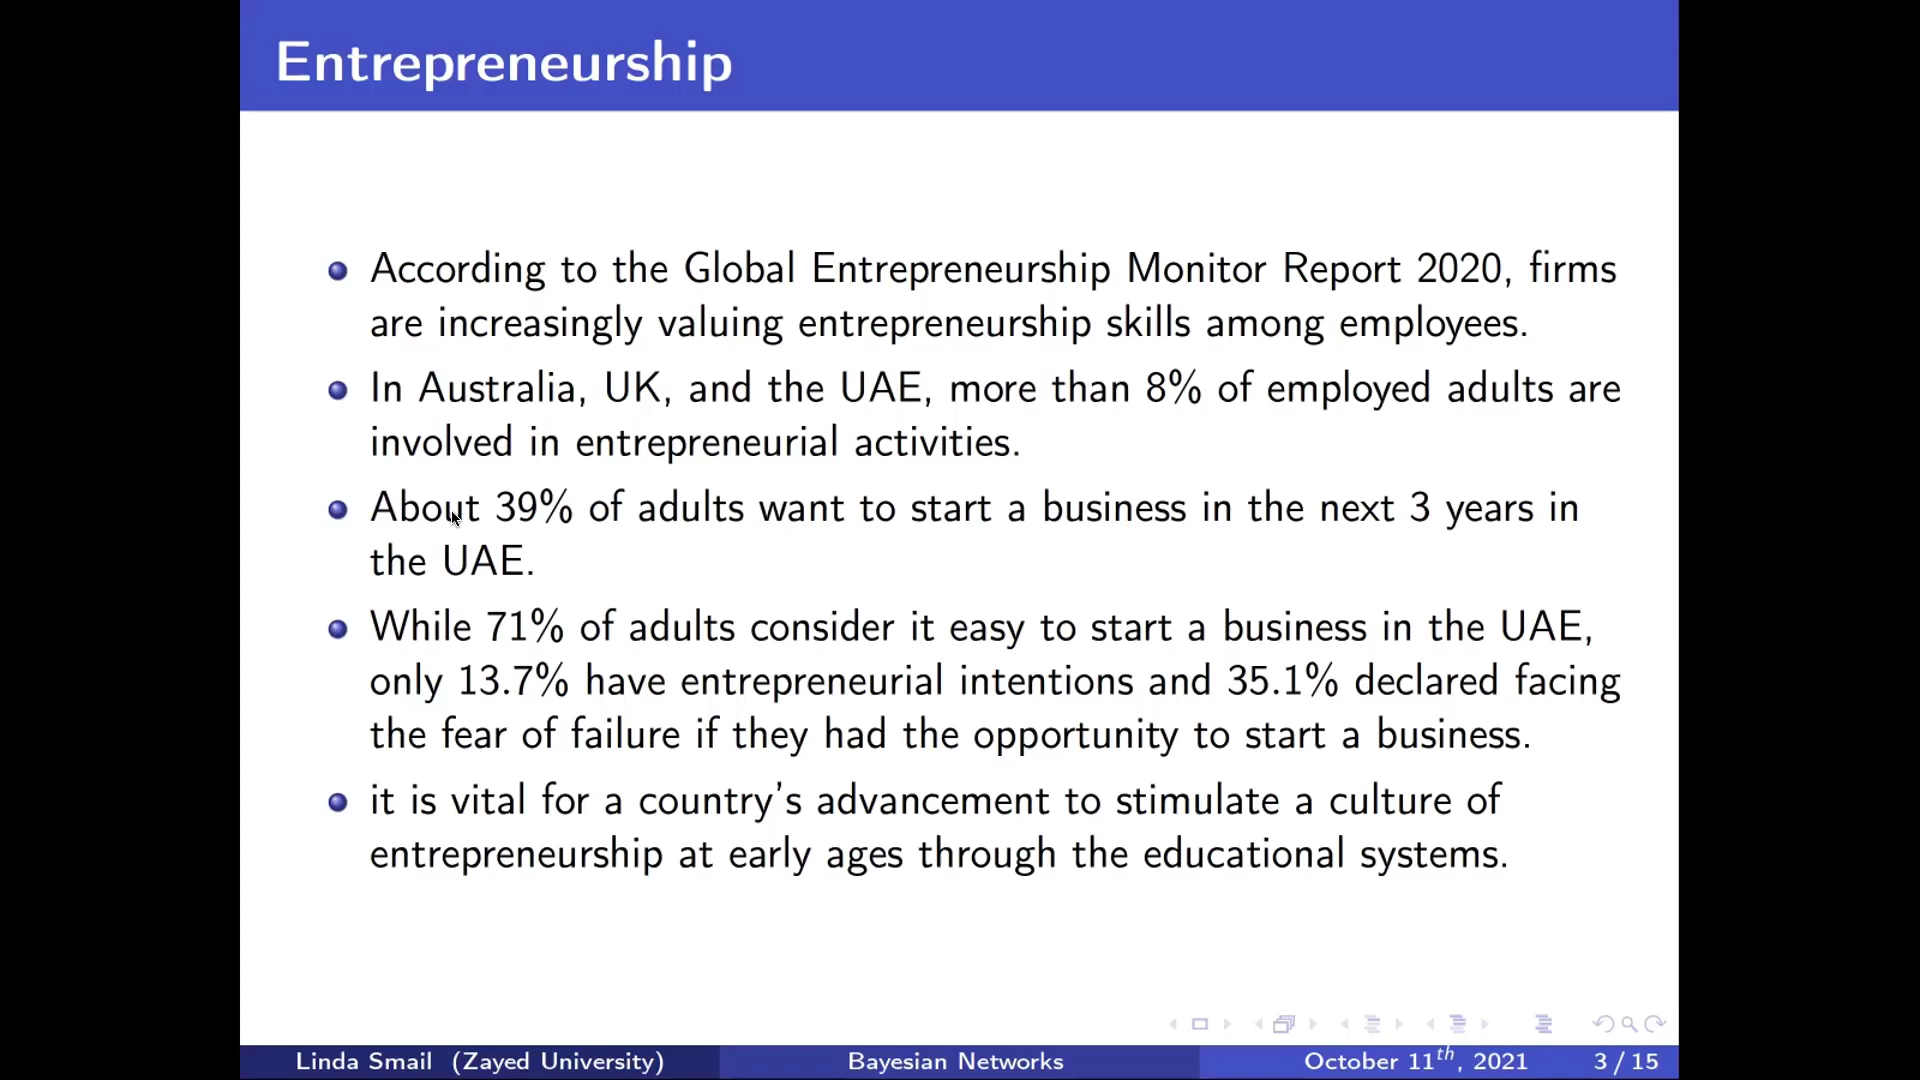 Entrepreneurship
According to the Global Entrepreneurship Monitor Report 2020, firms
are increasingly valuing entrepreneurship skills among employees.
In Australia, UK, and the UAE, more than 8% of employed adults are
involved in entrepreneurial activities.
About 39% of adults want to start a business in the next 3 years in
the UAE.
While 71% of adults consider it easy to start a business in the UAE,
only 13.7% have entrepreneurial intentions and 35.1% declared facing
the fear of failure if they had the opportunity to start a business.
it is vital for a country's advancement to stimulate a culture of
entrepreneurship at early ages through the educational systems.
Linda Smail (Zayed University) Bayesian Networks October 11th, 2021 3 / 15